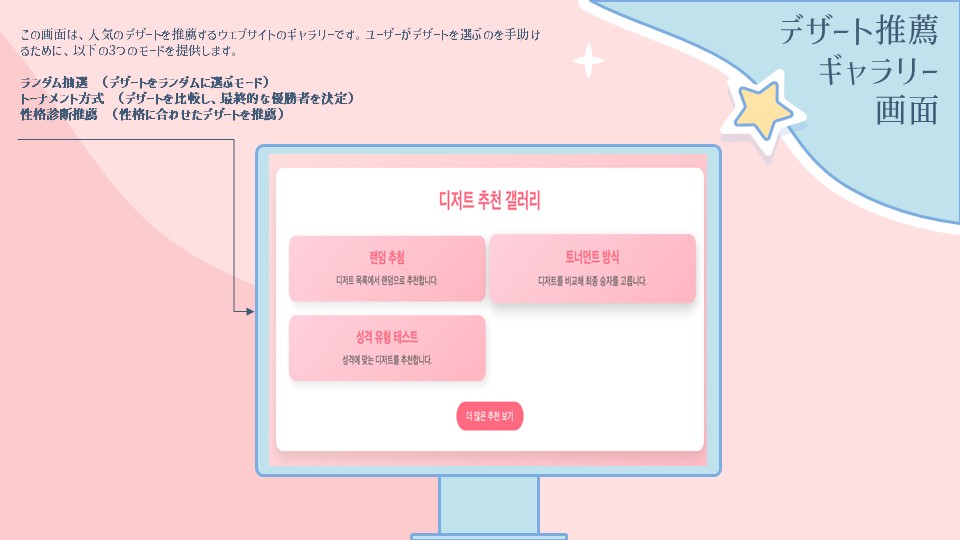 この画面は、人気のデザートを推薦するウェブサイトのギャラリーです。ユーザーがデザートを選ぶのを手助け
るために、以下の3つのモードを提供します。
ランダム抽選 （デザートをランダムに選ぶモード）
トーナメント方式 （デザートを比較し、最終的な優勝者を決定）
性格診断推薦 （性格に合わせたデザートを推薦）
デザート推薦
ギャラリー
画面
디저트 추천 갤러리
랜덤 추첨
디저트 목록에서 랜덤으로 추천합니다.
토너먼트 방식
디저트를 비교해 최종 승자를 고릅니다.
성격 유형 테스트
성격에 맞는 디저트를 추천합니다.
더 많은 추천 보기